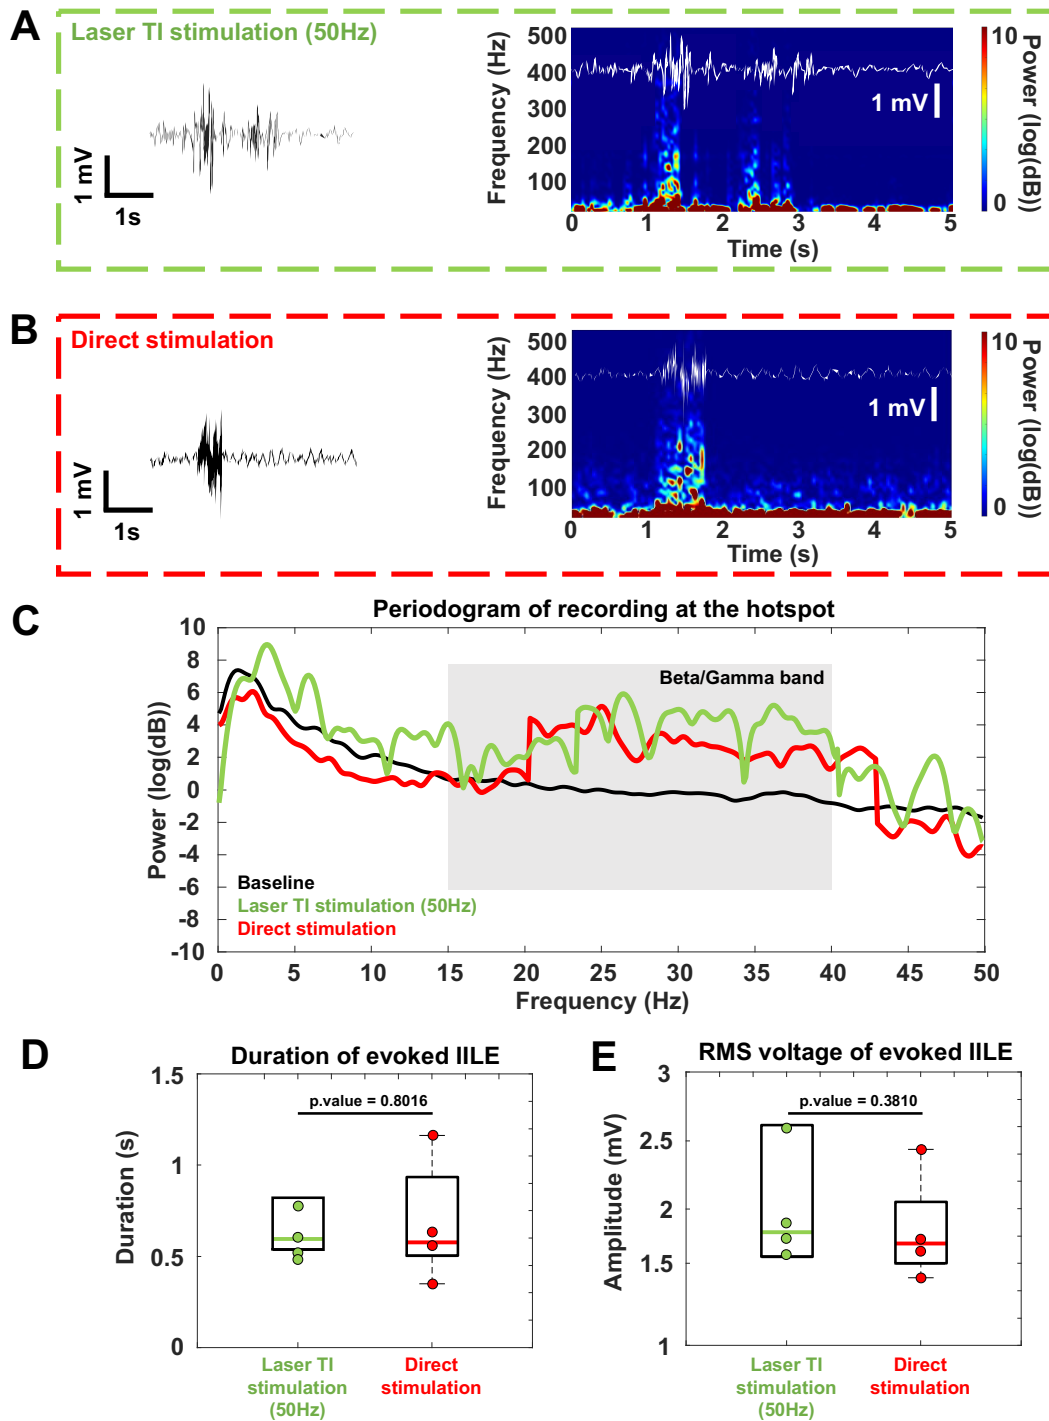 A
Laser TI stimulation (50Hz)
1 mV
1s
Frequency (Hz)
500
400
300
200
100
1 mV
0 1 2 3 4 5
Time (s)
10
0
Power (log(dB))
B
Direct stimulation
1 mV
1s
Frequency (Hz)
500
400
300
200
100
1 mV
0 1 2 3 4 5
Time (s)
10
0
Power (log(dB))
C
Periodogram of recording at the hotspot
Power (log(dB))
10
8
6
4
2
0
-2
-4
-6
-8
-10
Beta/Gamma band
Baseline
Laser TI stimulation (50Hz)
Direct stimulation
0 5 10 15 20 25 30 35 40 45 50
Frequency (Hz)
D
Duration of evoked IILE
Duration (s)
1.5
1
0.5
0
p.value = 0.8016
Laser TI
stimulation
(50Hz)
Direct
stimulation
E
RMS voltage of evoked IILE
Amplitude (mV)
3
2.5
2
1.5
1
p.value = 0.3810
Laser TI
stimulation
(50Hz)
Direct
stimulation